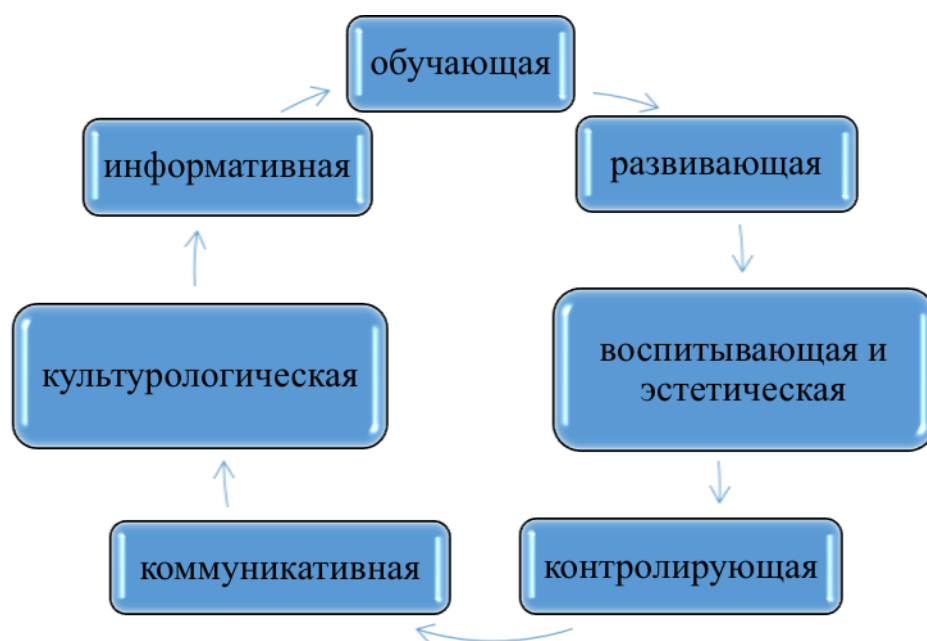 обучающая
развивающая
воспитывающая и
эстетическая
контролирующая
коммуникативная
культурологическая
информативная